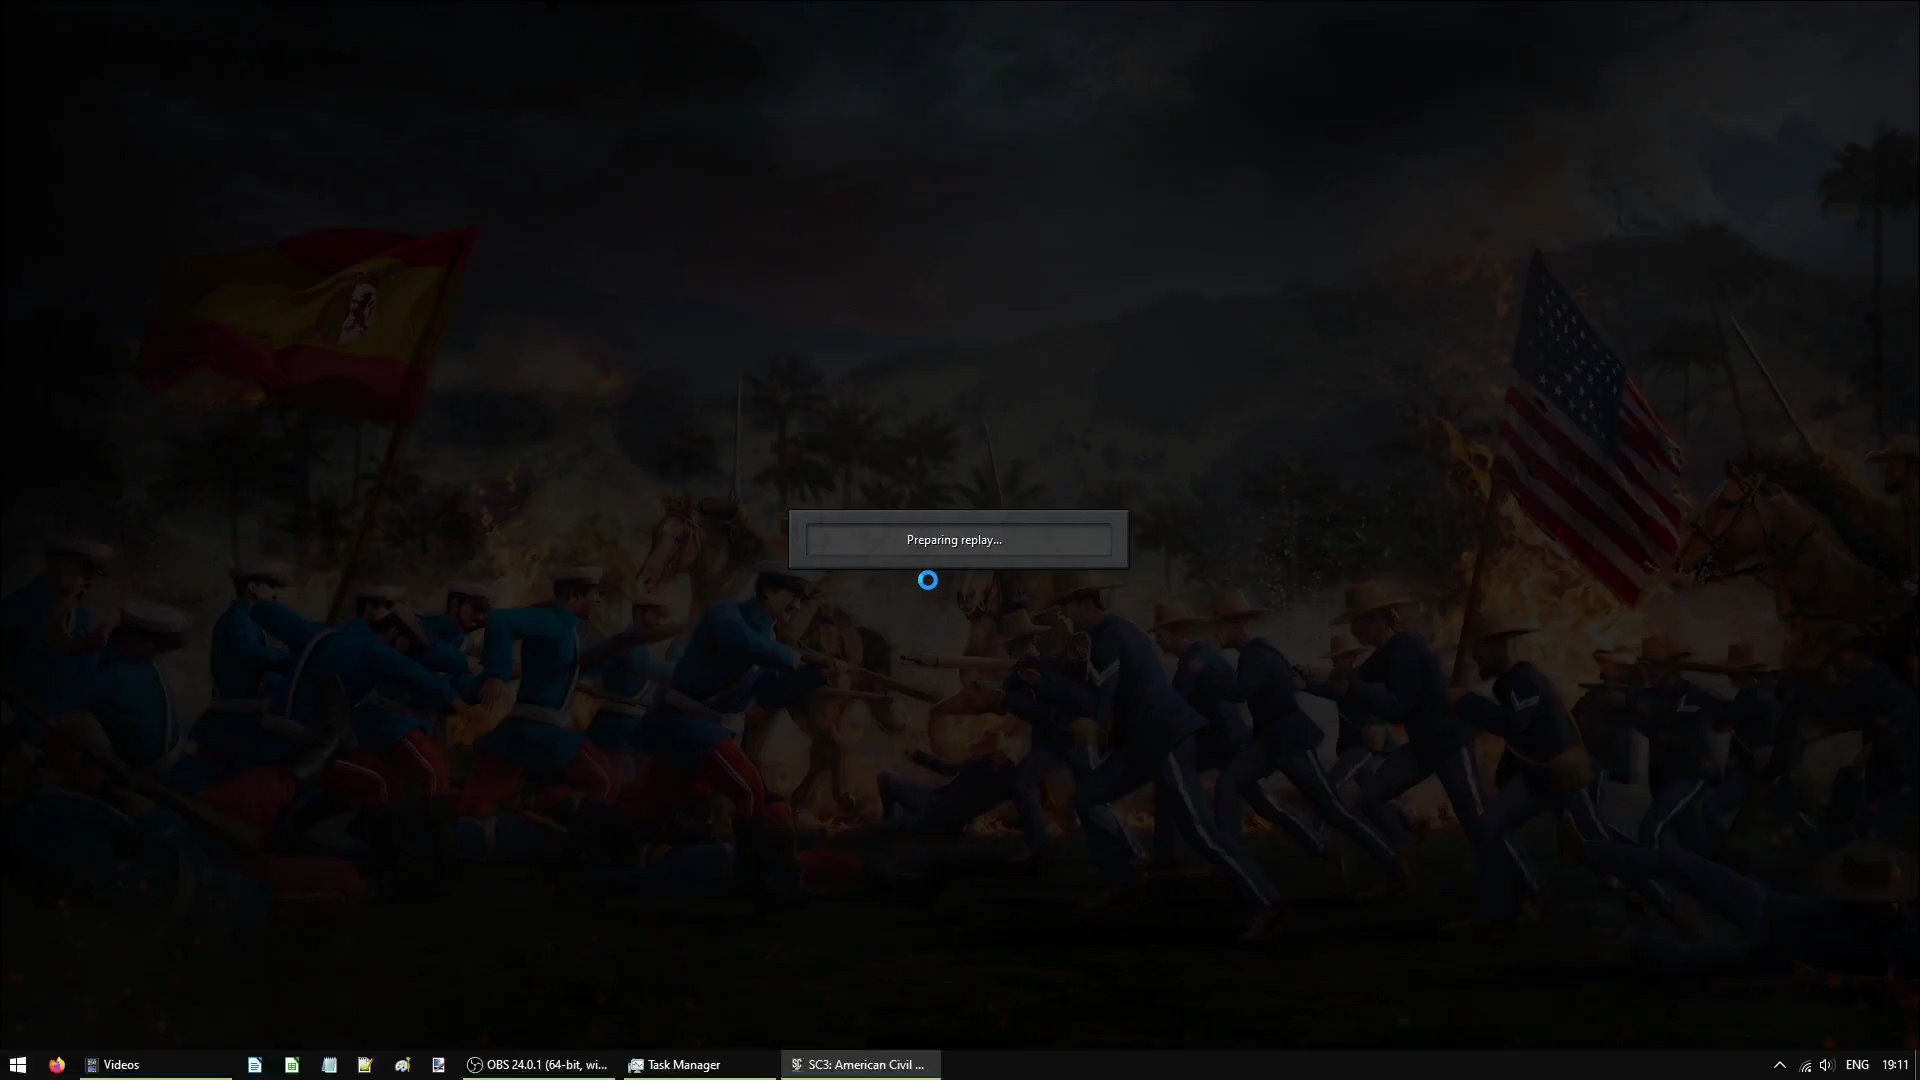 Preparing replay...
Videos
OBS 24.0.1 (64-bit, wi...
Task Manager
SC3: American Civil ...
ENG
19:11